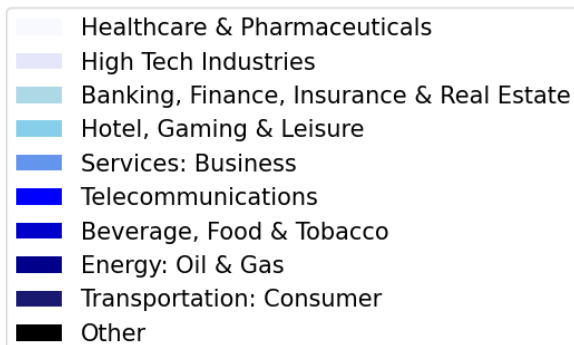 Healthcare & Pharmaceuticals
High Tech Industries
Banking, Finance, Insurance & Real Estate
Hotel, Gaming & Leisure
Services: Business
Telecommunications
Beverage, Food & Tobacco
Energy: Oil & Gas
Transportation: Consumer
Other